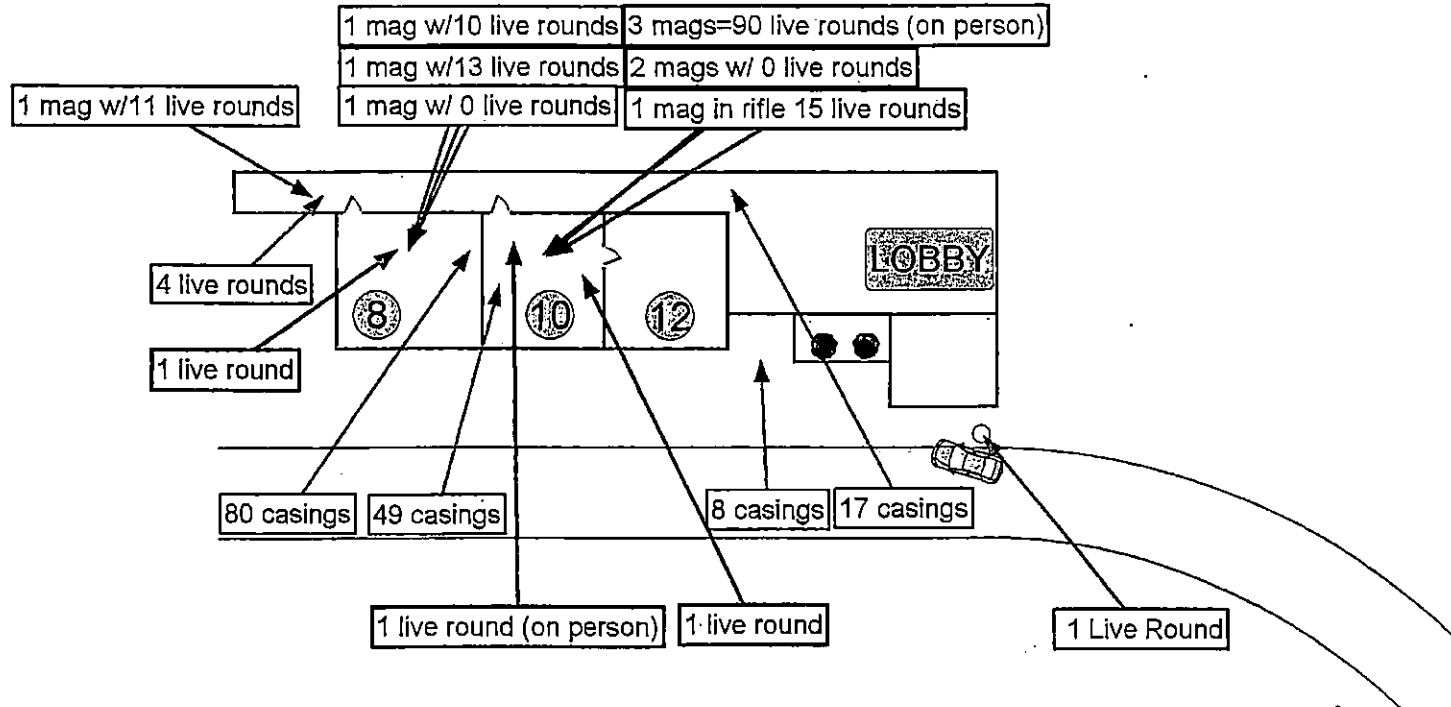 1 mag w/10 live rounds
3 mags=90 live rounds (on person)
1 mag w/13 live rounds
2 mags w/ 0 live rounds
1 mag w/11 live rounds
1 mag w/ 0 live rounds
1 mag in rifle 15 live rounds
LOBBY
4 live rounds
8
10
12
1 live round
80 casings
49 casings
8 casings
17 casings
1 live round (on person)
1 live round
1 Live Round